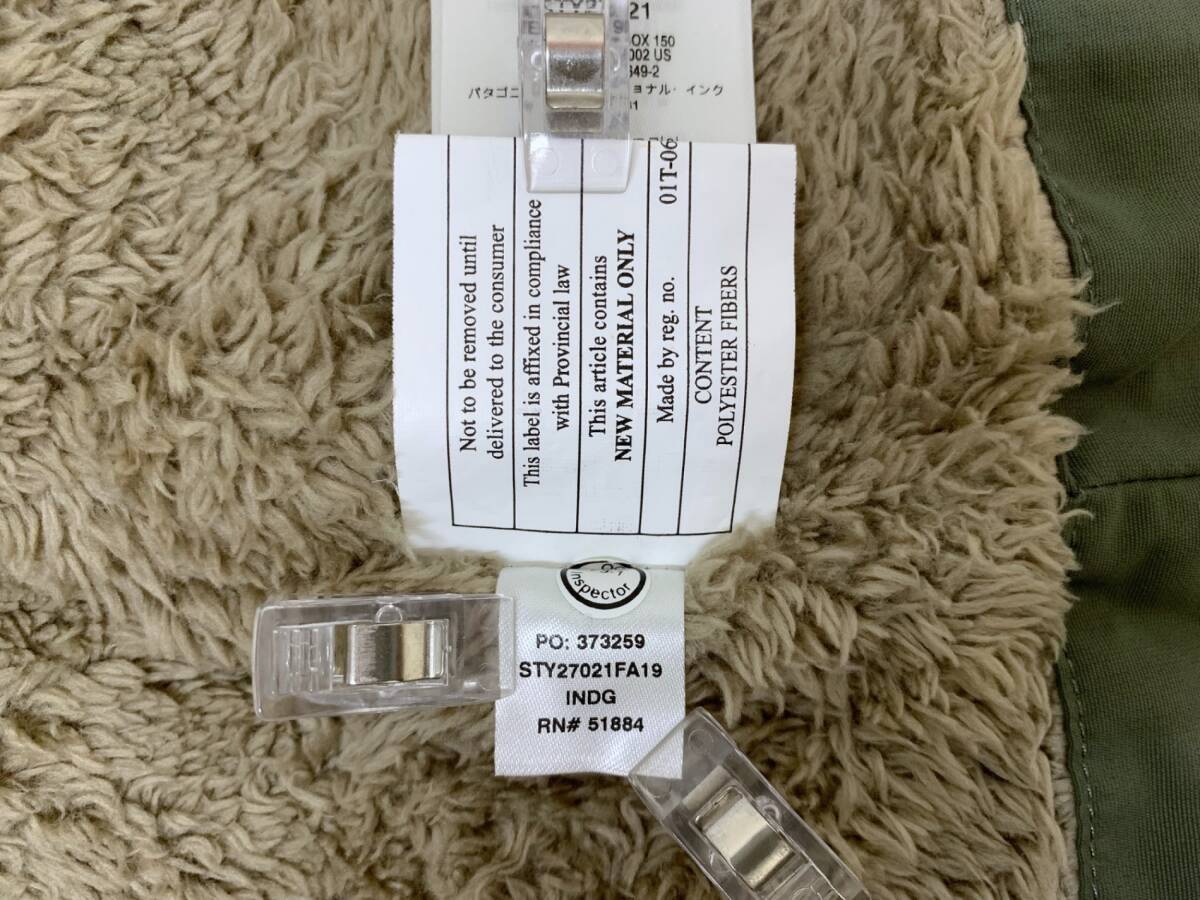 21
OX 150
002 US
849-2
パタゴニ
ョナル・インク
Not to be removed until
delivered to the consumer
This label is affixed in compliance
with Provincial law
This article contains
NEW MATERIAL ONLY
Made by reg. no. 01T-06
CONTENT
POLYESTER FIBERS
Inspector
PO: 373259
STY27021FA19
INDG
RN# 51884